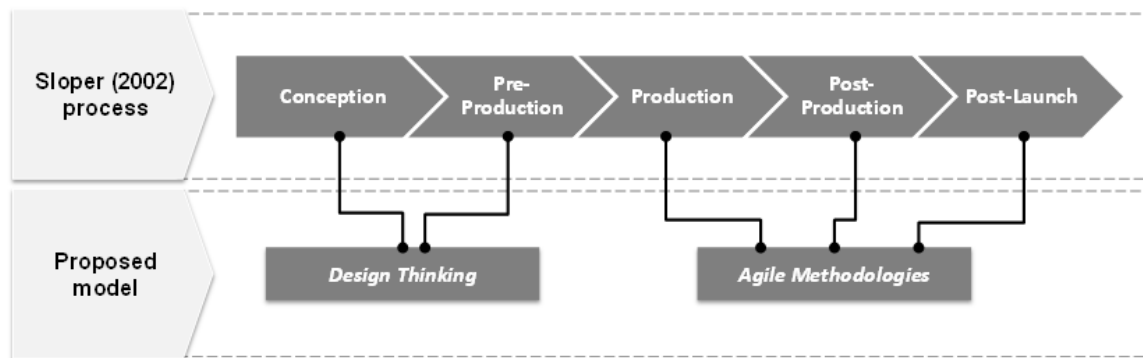 Sloper (2002)
process
Conception
Pre-
Production
Production
Post-
Production
Post-Launch
Proposed
model
Design Thinking
Agile Methodologies